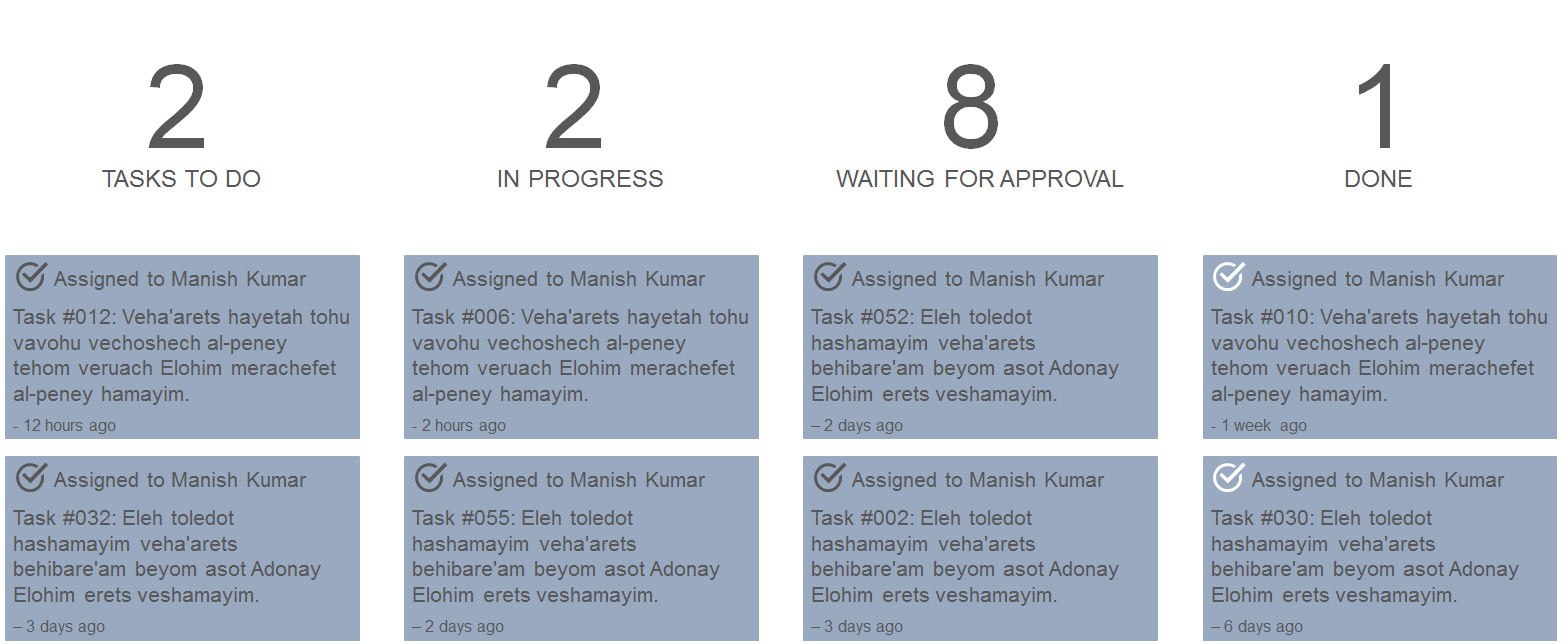 2
TASKS TO DO
2
IN PROGRESS
8
WAITING FOR APPROVAL
1
DONE
Assigned to Manish Kumar
Task #012: Veha'arets hayetah tohu
vavohu vechoshech al-peney
tehom veruach Elohim merachefet
al-peney hamayim.
- 12 hours ago
Assigned to Manish Kumar
Task #032: Eleh toledot
hashamayim veha'arets
behibare'am beyom asot Adonay
Elohim erets veshamayim.
– 3 days ago
Assigned to Manish Kumar
Task #006: Veha'arets hayetah tohu
vavohu vechoshech al-peney
tehom veruach Elohim merachefet
al-peney hamayim.
- 2 hours ago
Assigned to Manish Kumar
Task #055: Eleh toledot
hashamayim veha'arets
behibare'am beyom asot Adonay
Elohim erets veshamayim.
– 2 days ago
Assigned to Manish Kumar
Task #052: Eleh toledot
hashamayim veha'arets
behibare'am beyom asot Adonay
Elohim erets veshamayim.
– 2 days ago
Assigned to Manish Kumar
Task #002: Eleh toledot
hashamayim veha'arets
behibare'am beyom asot Adonay
Elohim erets veshamayim.
– 3 days ago
Assigned to Manish Kumar
Task #010: Veha'arets hayetah tohu
vavohu vechoshech al-peney
tehom veruach Elohim merachefet
al-peney hamayim.
- 1 week ago
Assigned to Manish Kumar
Task #030: Eleh toledot
hashamayim veha'arets
behibare'am beyom asot Adonay
Elohim erets veshamayim.
– 6 days ago